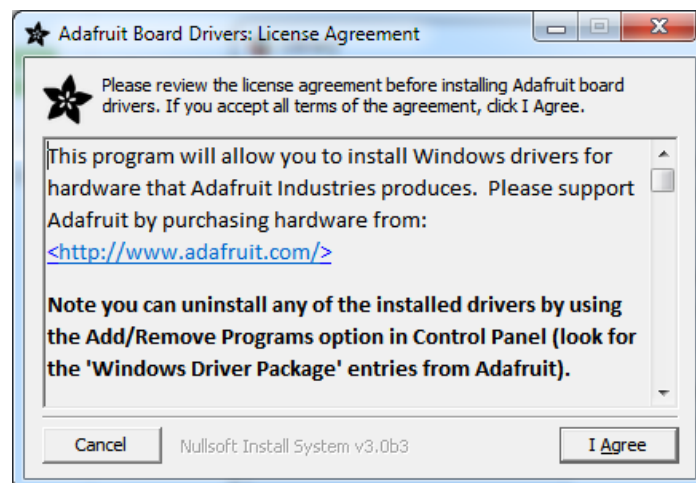 Adafruit Board Drivers: License Agreement
Please review the license agreement before installing Adafruit board
drivers. If you accept all terms of the agreement, click I Agree.
This program will allow you to install Windows drivers for
hardware that Adafruit Industries produces.  Please support
Adafruit by purchasing hardware from:
<http://www.adafruit.com/>
Note you can uninstall any of the installed drivers by using
the Add/Remove Programs option in Control Panel (look for
the 'Windows Driver Package' entries from Adafruit).
Cancel
Nullsoft Install System v3.0b3
I Agree